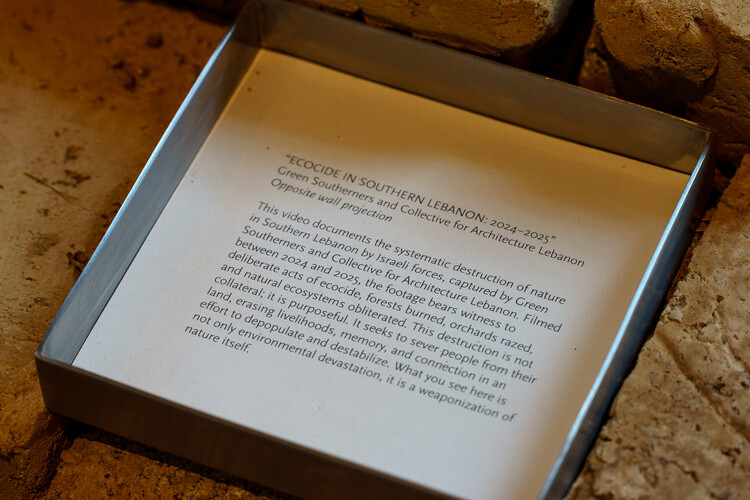 "ECOCIDE IN SOUTHERN LEBANON: 2024–2025"
Green Southerners and Collective for Architecture Lebanon
Opposite wall projection
This video documents the systematic destruction of nature
in Southern Lebanon by Israeli forces, captured by Green
Southerners and Collective for Architecture Lebanon. Filmed
between 2024 and 2025, the footage bears witness to
deliberate acts of ecocide, forests burned, orchards razed,
and natural ecosystems obliterated. This destruction is not
collateral; it is purposeful. It seeks to sever people from their
land, erasing livelihoods, memory, and connection in an
effort to depopulate and destabilize. What you see here is
not only environmental devastation, it is a weaponization of
nature itself.